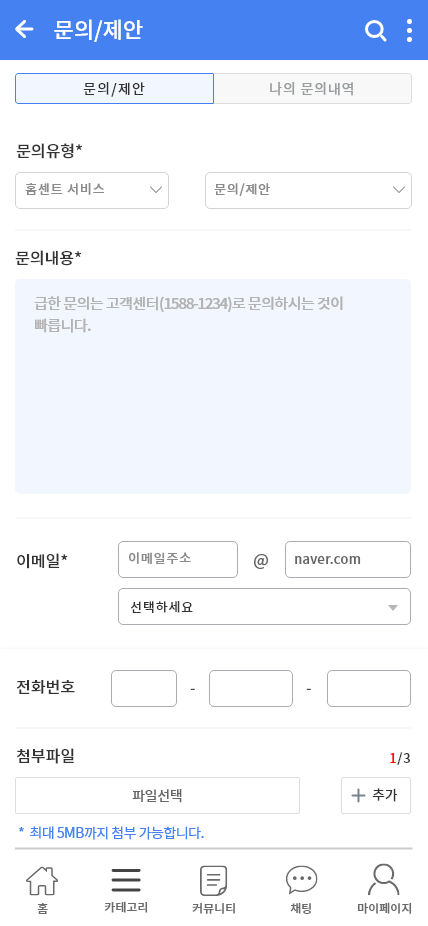 문의/제안
문의/제안 나의 문의내역
문의유형*
홈센트 서비스 문의/제안
문의내용*
급한 문의는 고객센터(1588-1234)로 문의하시는 것이
빠릅니다.
이메일* 이메일주소 @ naver.com
선택하세요
전화번호 - -
첨부파일 1/3
파일선택 + 추가
* 최대 5MB까지 첨부 가능합니다.
홈 카테고리 커뮤니티 채팅 마이페이지